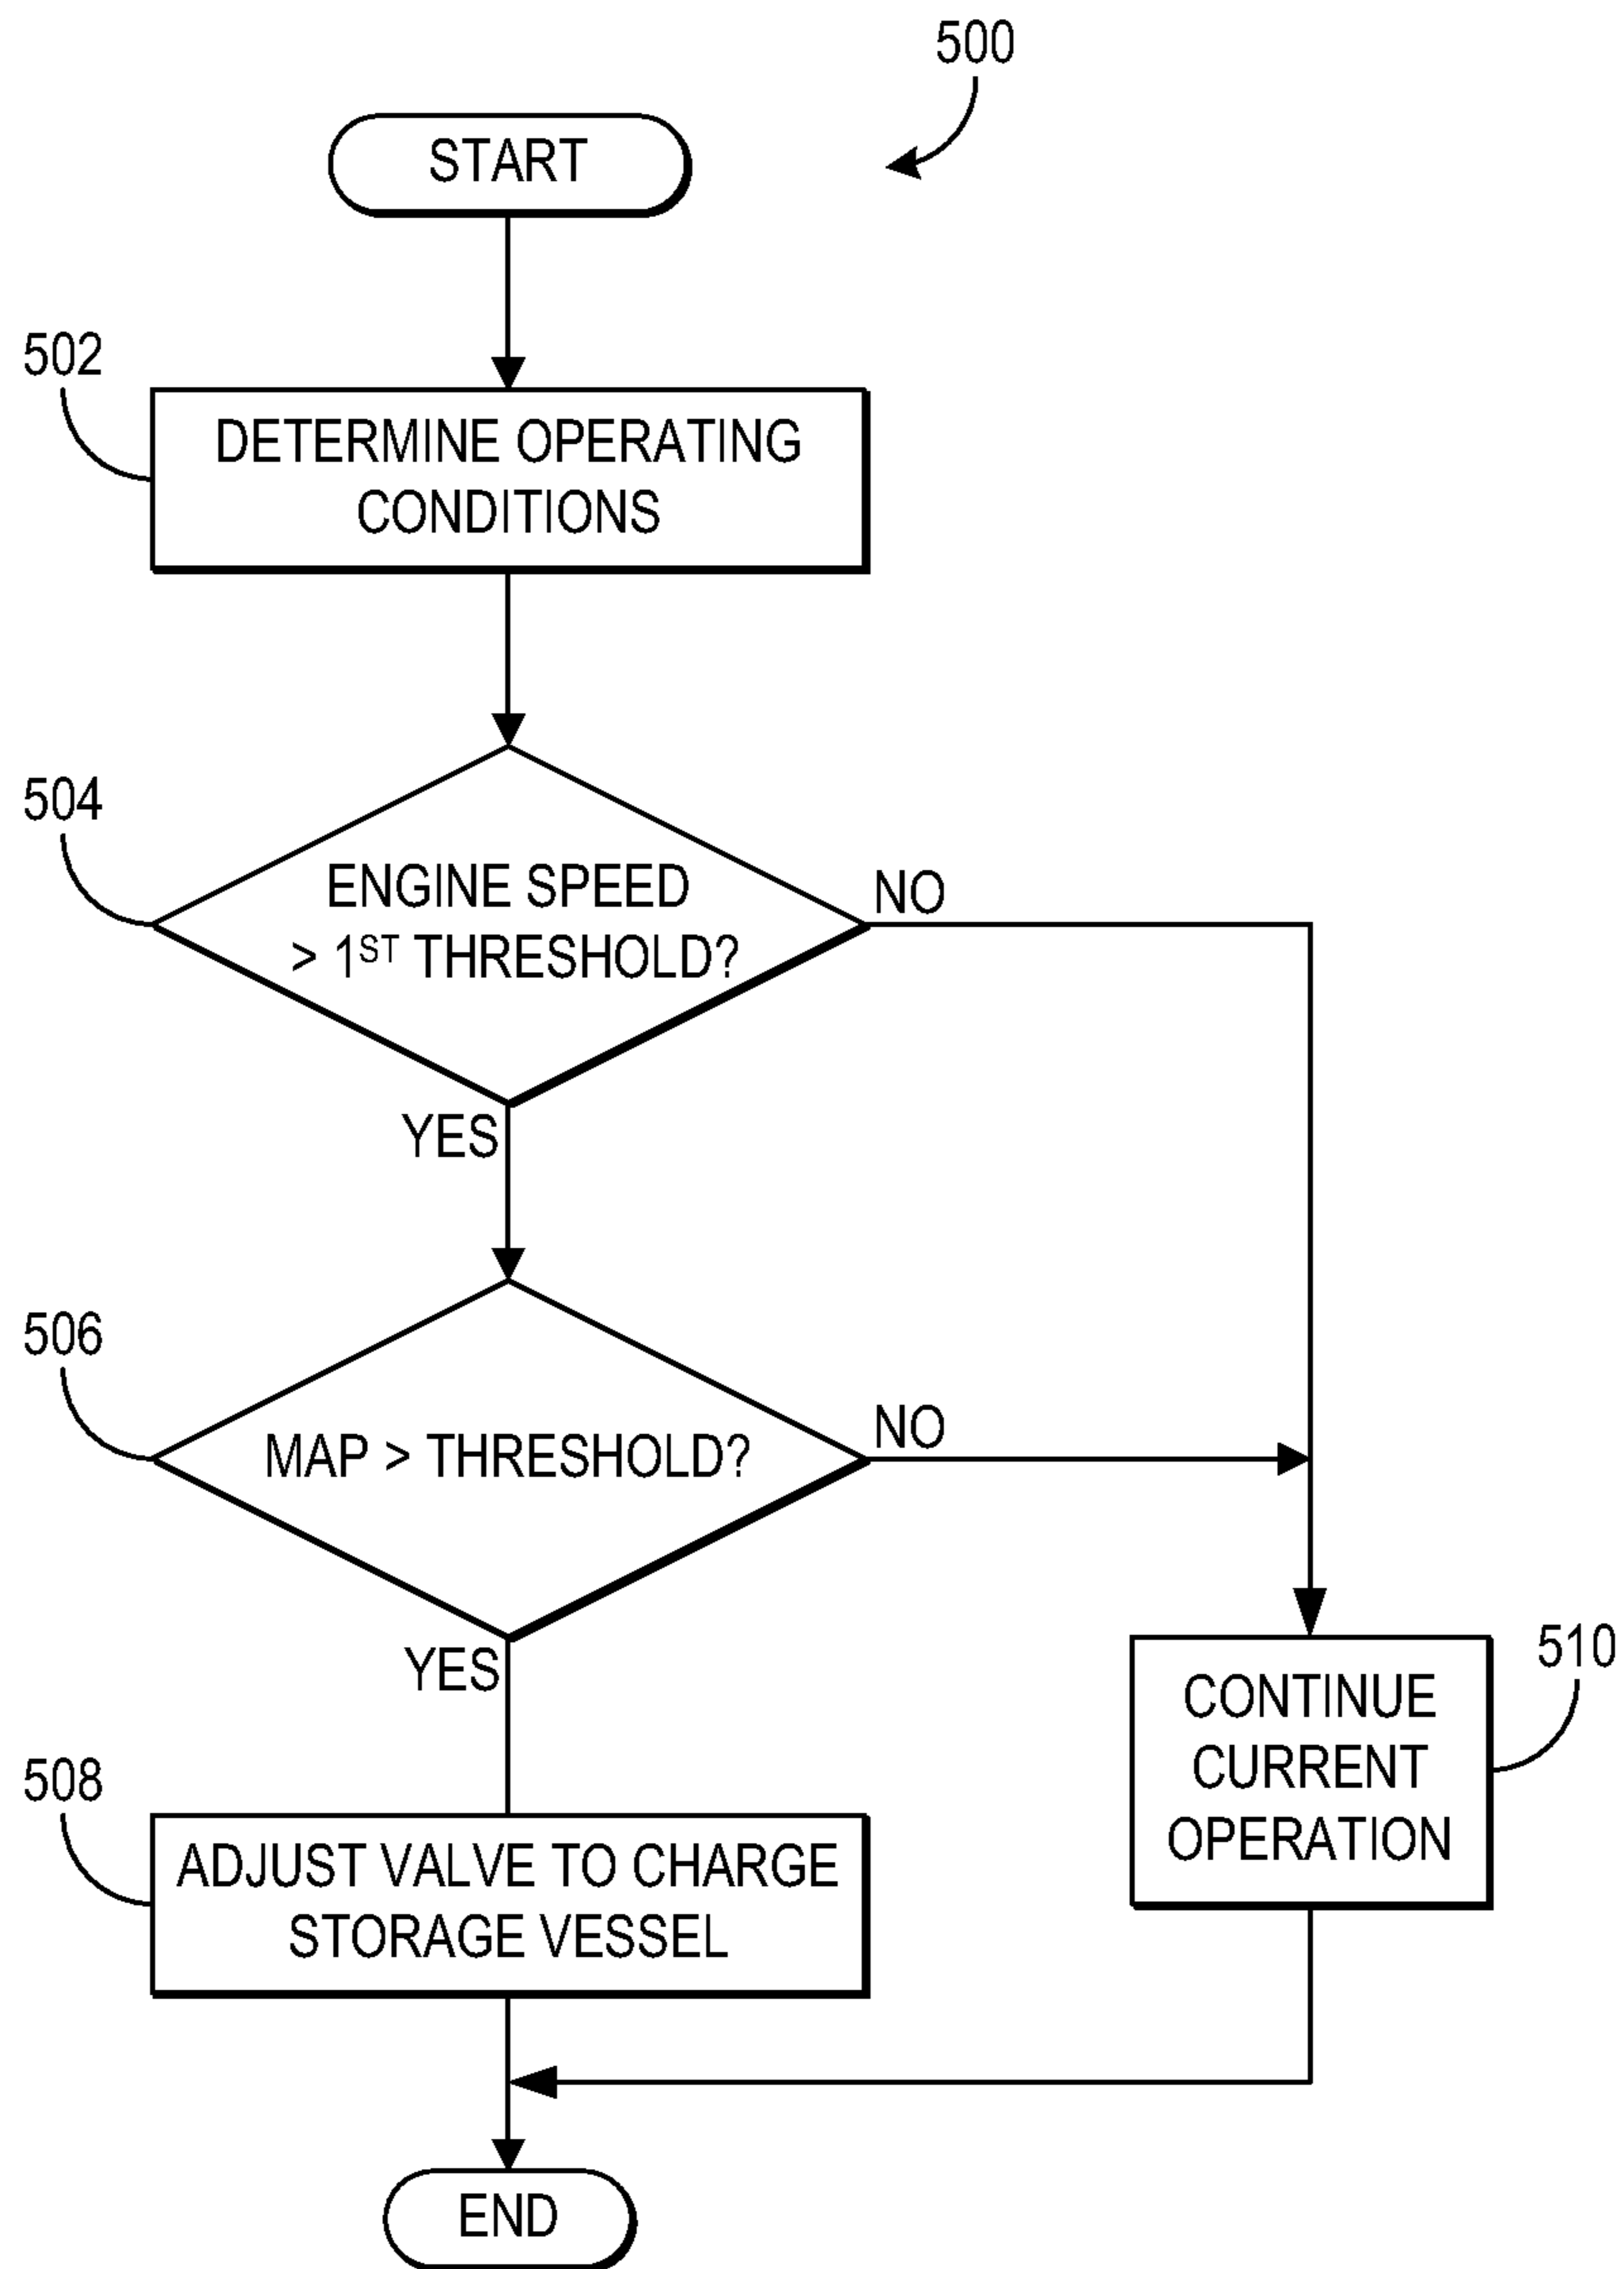 500
START
502
DETERMINE OPERATING
CONDITIONS
504
ENGINE SPEED
> 1ST THRESHOLD?
NO
YES
506
MAP > THRESHOLD?
NO
YES
510
CONTINUE
CURRENT
OPERATION
508
ADJUST VALVE TO CHARGE
STORAGE VESSEL
END